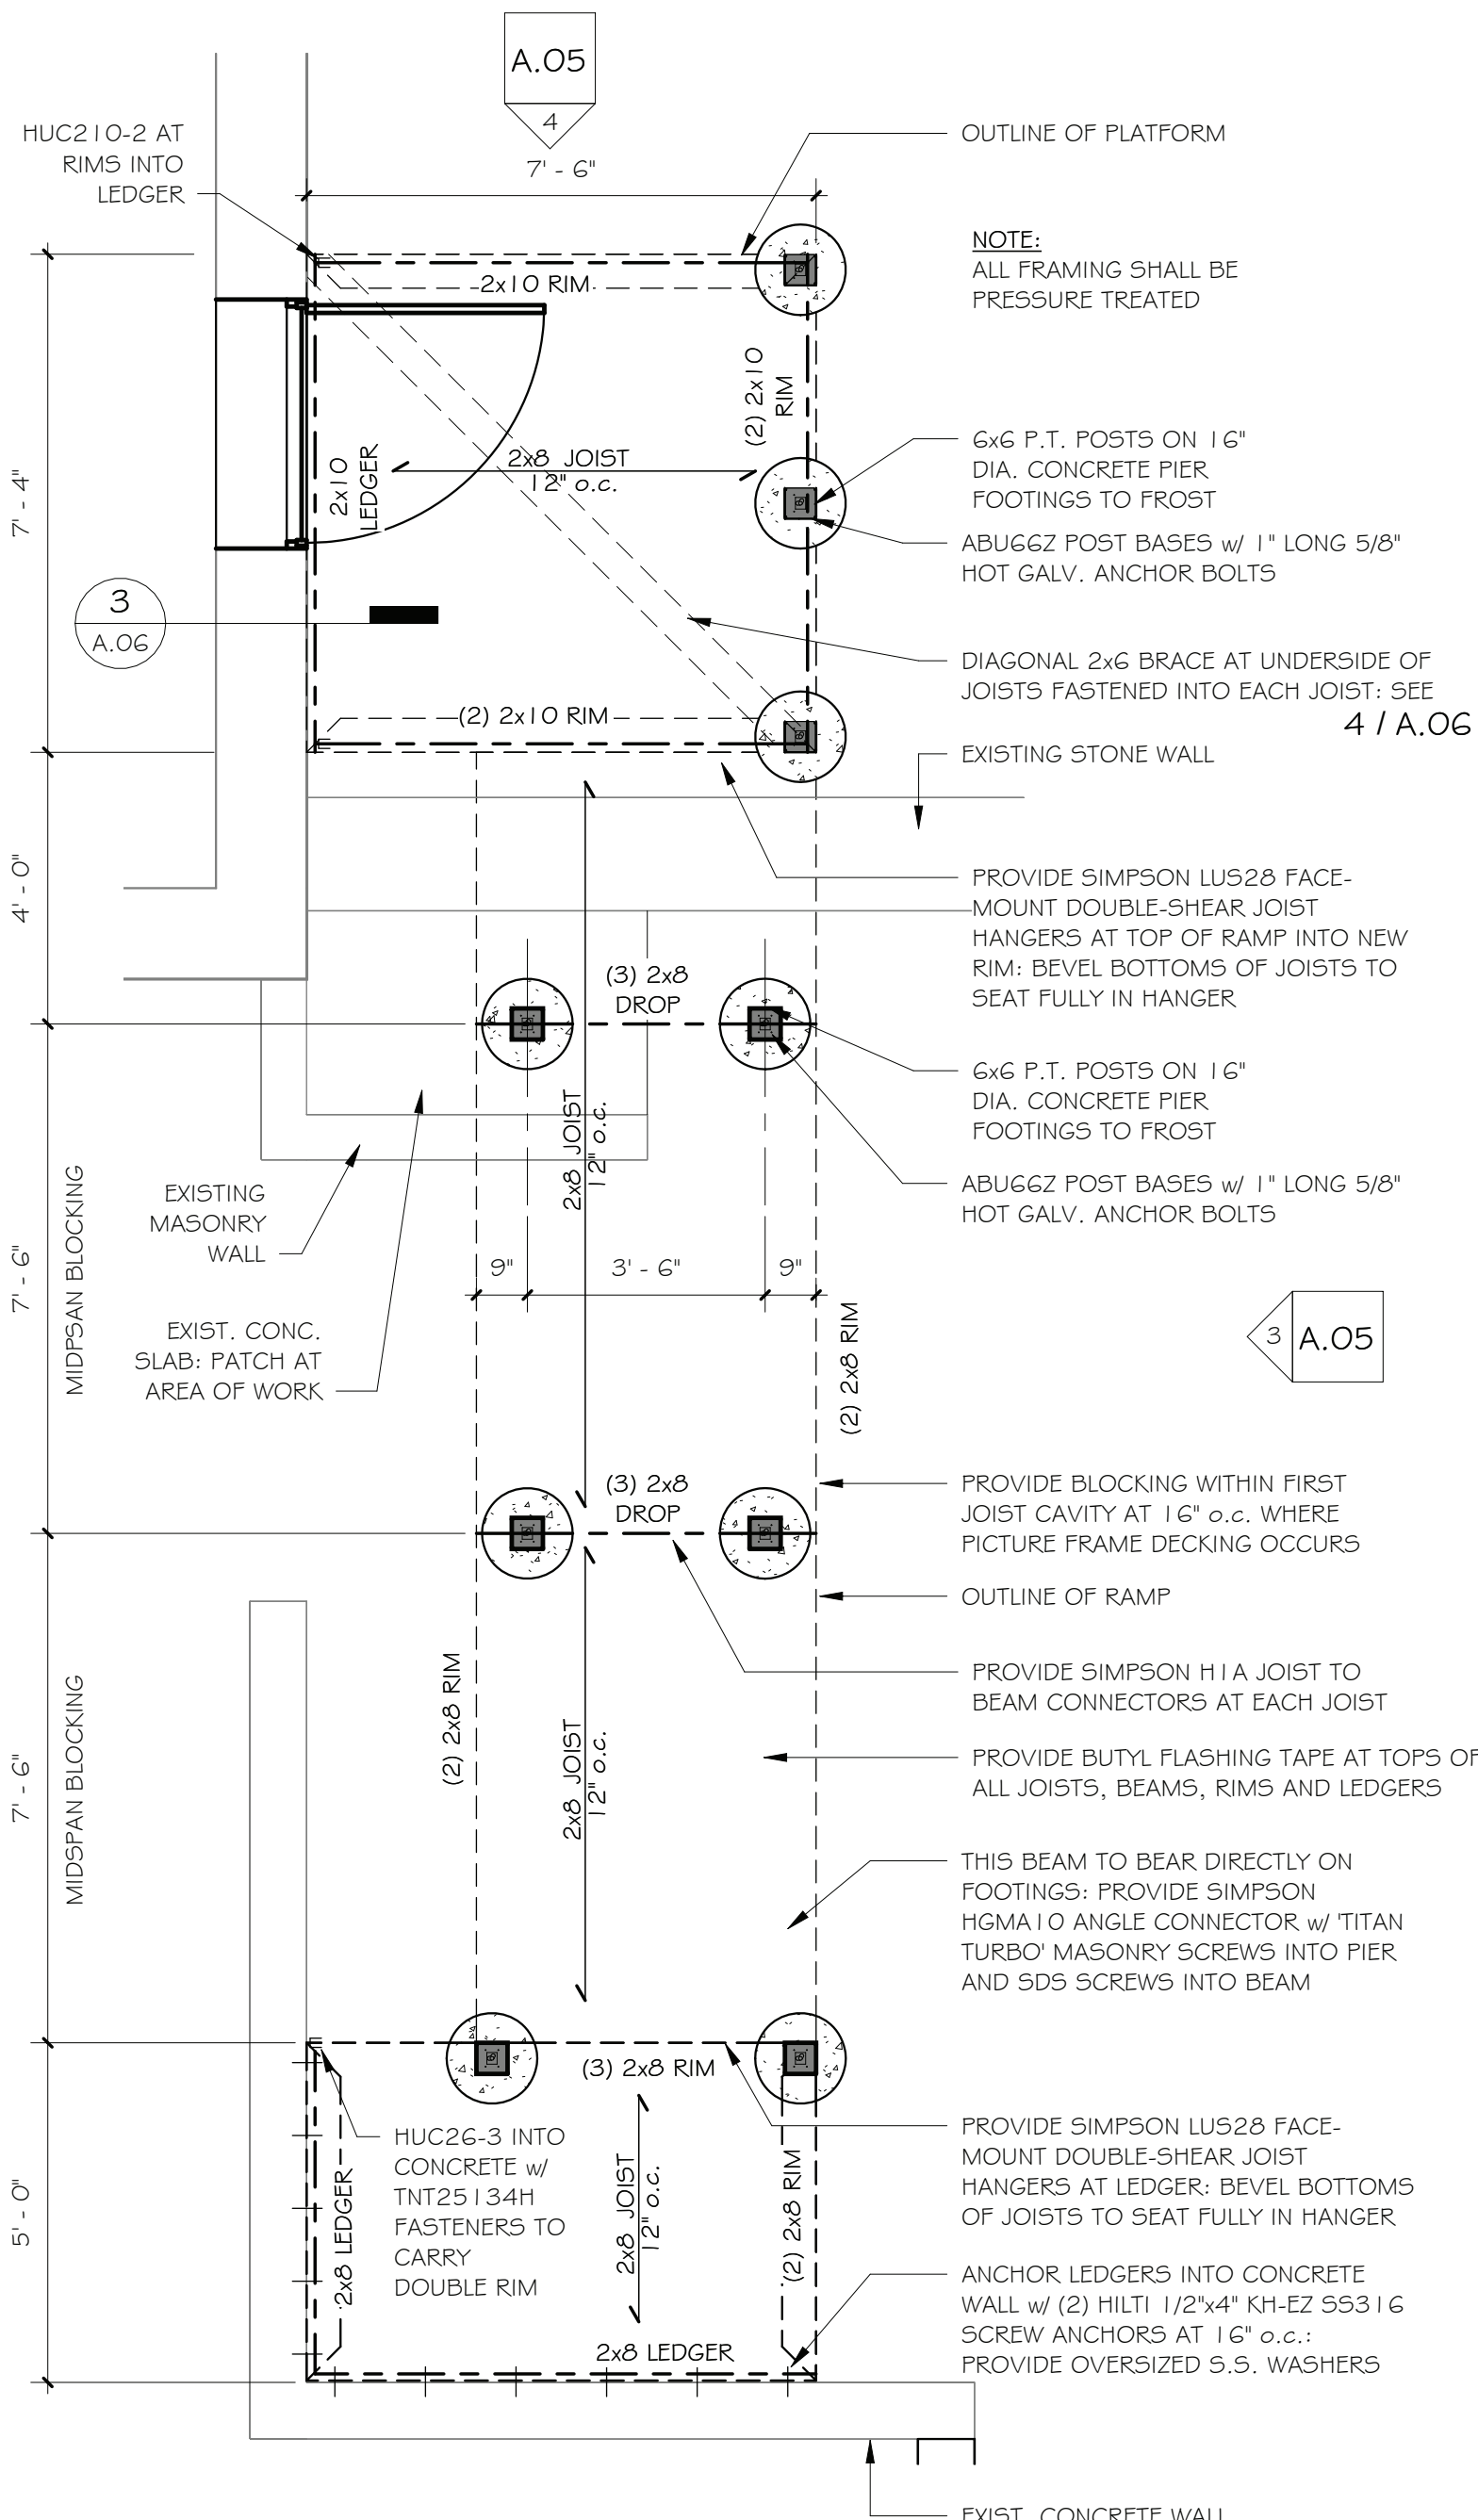 A.05
4
7' - 6"
HUC210-2 AT
RIMS INTO
LEDGER
OUTLINE OF PLATFORM
NOTE:
ALL FRAMING SHALL BE
PRESSURE TREATED
2x10 RIM
(2) 2x10
RIM
2x10
LEDGER
2x8 JOIST
12" o.c.
7' - 4"
6x6 P.T. POSTS ON 16"
DIA. CONCRETE PIER
FOOTINGS TO FROST
ABU66Z POST BASES w/ 1" LONG 5/8"
HOT GALV. ANCHOR BOLTS
3
A.06
DIAGONAL 2x6 BRACE AT UNDERSIDE OF
JOISTS FASTENED INTO EACH JOIST: SEE
4 / A.06
(2) 2x10 RIM
EXISTING STONE WALL
4' - 0"
PROVIDE SIMPSON LUS28 FACE-
MOUNT DOUBLE-SHEAR JOIST
HANGERS AT TOP OF RAMP INTO NEW
RIM: BEVEL BOTTOMS OF JOISTS TO
SEAT FULLY IN HANGER
(3) 2x8
DROP
6x6 P.T. POSTS ON 16"
DIA. CONCRETE PIER
FOOTINGS TO FROST
2x8 JOIST
12" o.c.
ABU66Z POST BASES w/ 1" LONG 5/8"
HOT GALV. ANCHOR BOLTS
EXISTING
MASONRY
WALL
7' - 6"
MIDPSAN BLOCKING
9"
3' - 6"
9"
EXIST. CONC.
SLAB: PATCH AT
AREA OF WORK
(2) 2x8 RIM
3
A.05
(3) 2x8
DROP
PROVIDE BLOCKING WITHIN FIRST
JOIST CAVITY AT 16" o.c. WHERE
PICTURE FRAME DECKING OCCURS
OUTLINE OF RAMP
PROVIDE SIMPSON H1A JOIST TO
BEAM CONNECTORS AT EACH JOIST
7' - 6"
MIDSPAN BLOCKING
(2) 2x8 RIM
2x8 JOIST
12" o.c.
PROVIDE BUTYL FLASHING TAPE AT TOPS OF
ALL JOISTS, BEAMS, RIMS AND LEDGERS
THIS BEAM TO BEAR DIRECTLY ON
FOOTINGS: PROVIDE SIMPSON
HGMA10 ANGLE CONNECTOR w/ 'TITAN
TURBO' MASONRY SCREWS INTO PIER
AND SDS SCREWS INTO BEAM
(3) 2x8 RIM
5' - 0"
2x8 LEDGER
HUC26-3 INTO
CONCRETE w/
TNT25134H
FASTENERS TO
CARRY
DOUBLE RIM
2x8 JOIST
12" o.c.
(2) 2x8 RIM
PROVIDE SIMPSON LUS28 FACE-
MOUNT DOUBLE-SHEAR JOIST
HANGERS AT LEDGER: BEVEL BOTTOMS
OF JOISTS TO SEAT FULLY IN HANGER
2x8 LEDGER
ANCHOR LEDGERS INTO CONCRETE
WALL w/ (2) HILTI 1/2"x4" KH-EZ SS316
SCREW ANCHORS AT 16" o.c.:
PROVIDE OVERSIZED S.S. WASHERS
EXIST. CONCRETE WALL